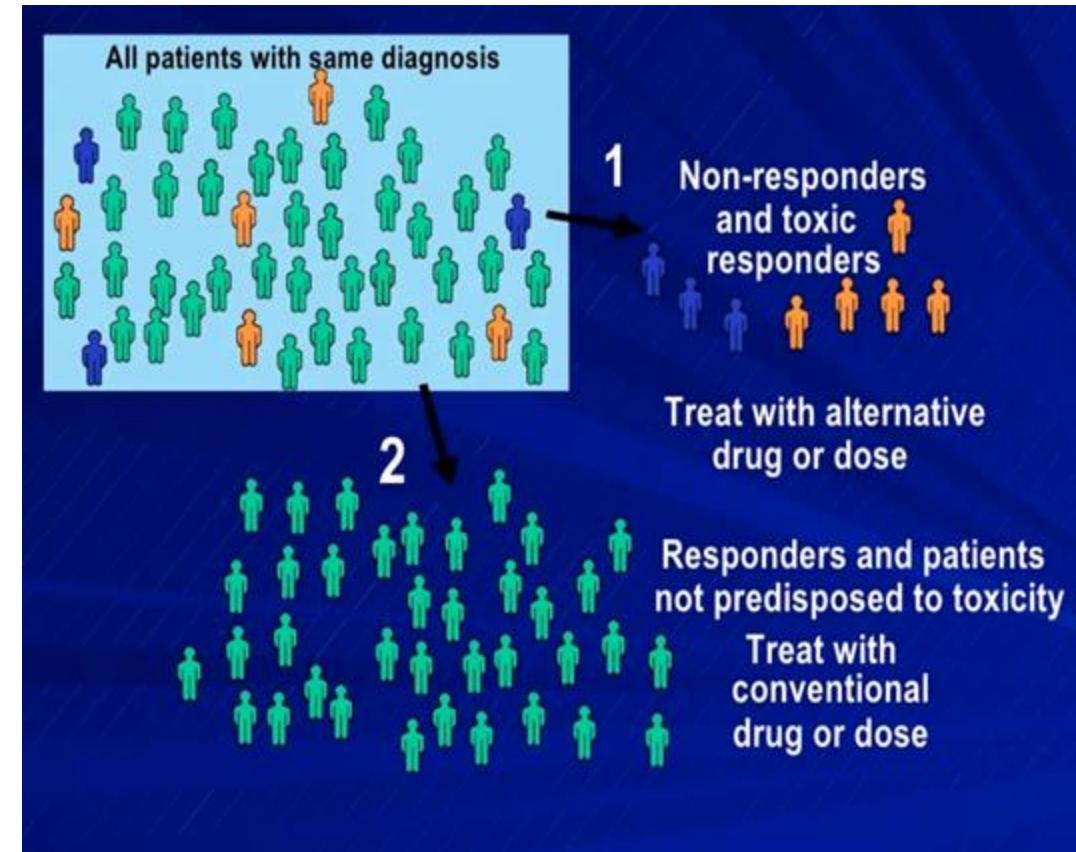 All patients with same diagnosis
1
Non-responders
and toxic
responders
Treat with alternative
drug or dose
2
Responders and patients
not predisposed to toxicity
Treat with
conventional
drug or dose